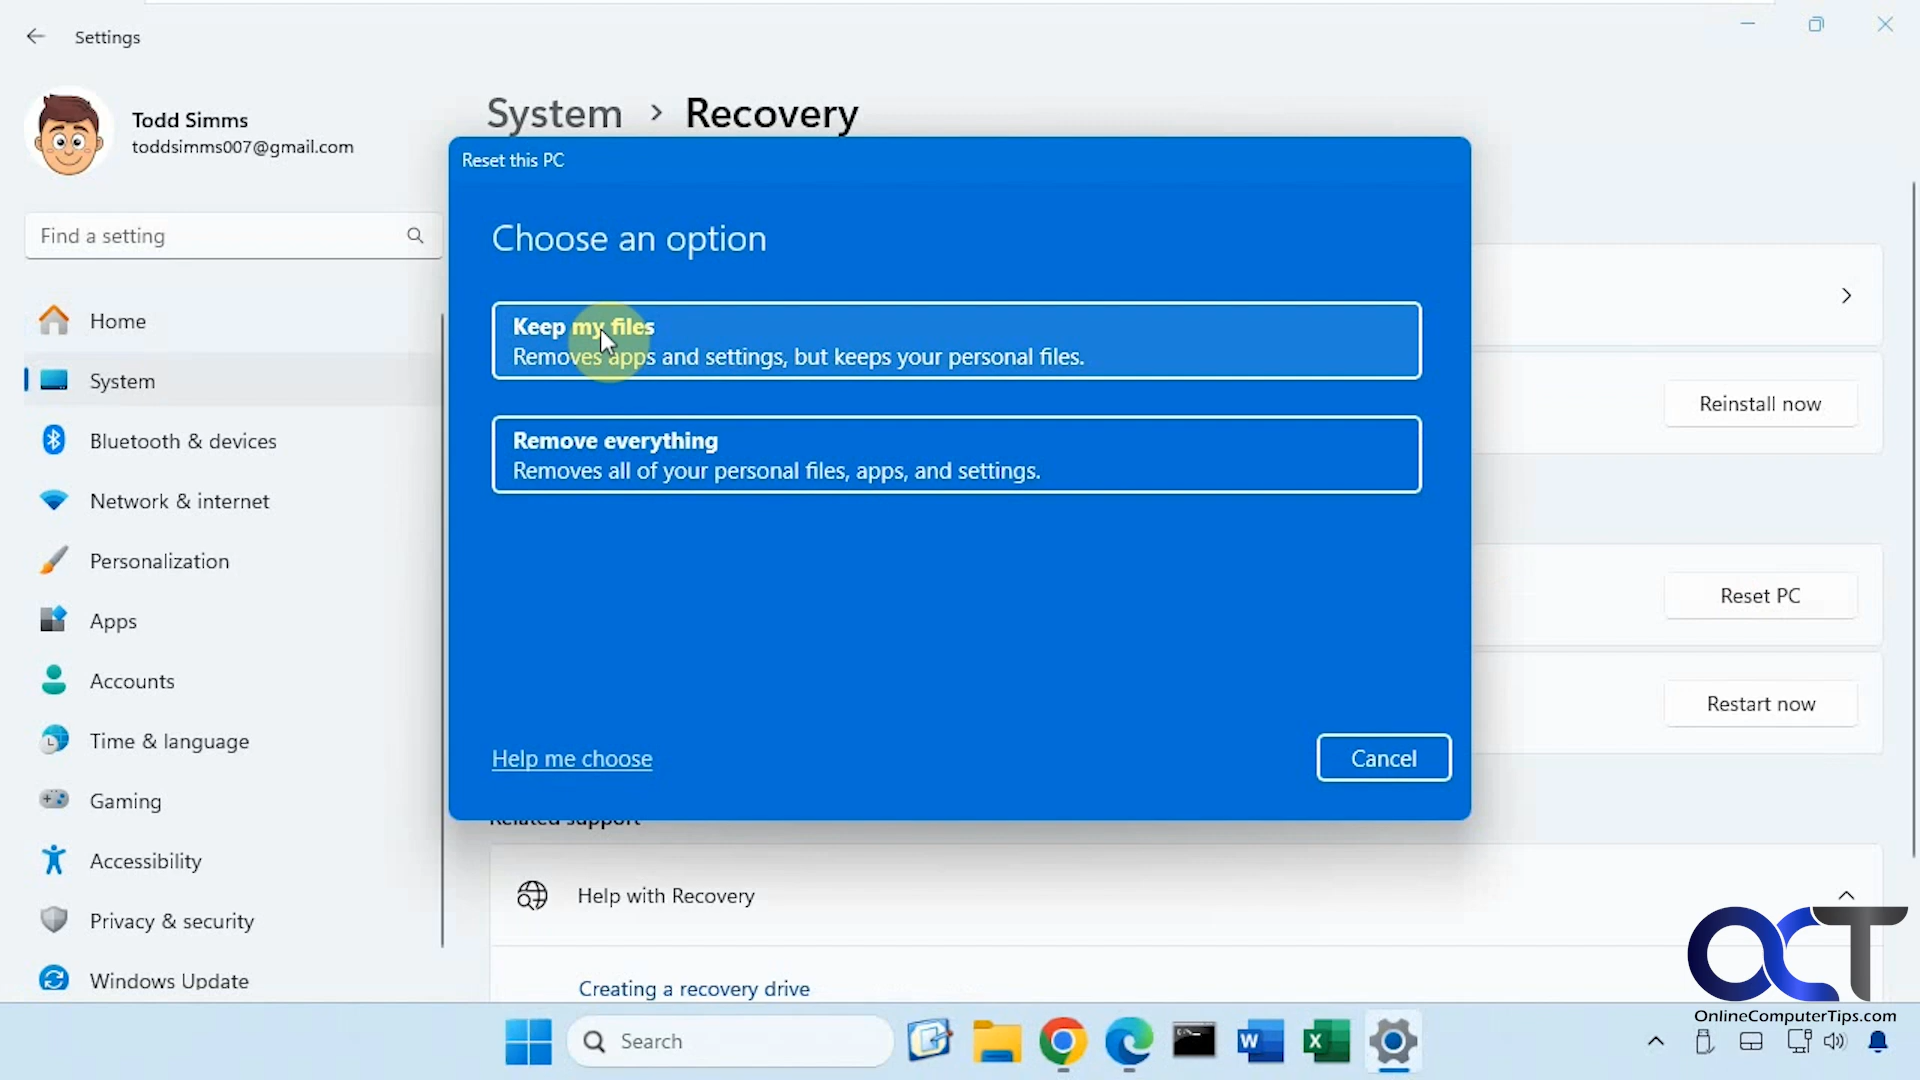 Settings
Todd Simms
toddsimms007@gmail.com
Find a setting
Home
System
Bluetooth & devices
Network & internet
Personalization
Apps
Accounts
Time & language
Gaming
Accessibility
Privacy & security
Windows Update
System > Recovery
Reset this PC
Choose an option
Keep my files
Removes apps and settings, but keeps your personal files.
Remove everything
Removes all of your personal files, apps, and settings.
Help me choose
Cancel
Reinstall now
Reset PC
Restart now
Related support
Help with Recovery
Creating a recovery drive
OCT
OnlineComputerTips.com
Search
W
X